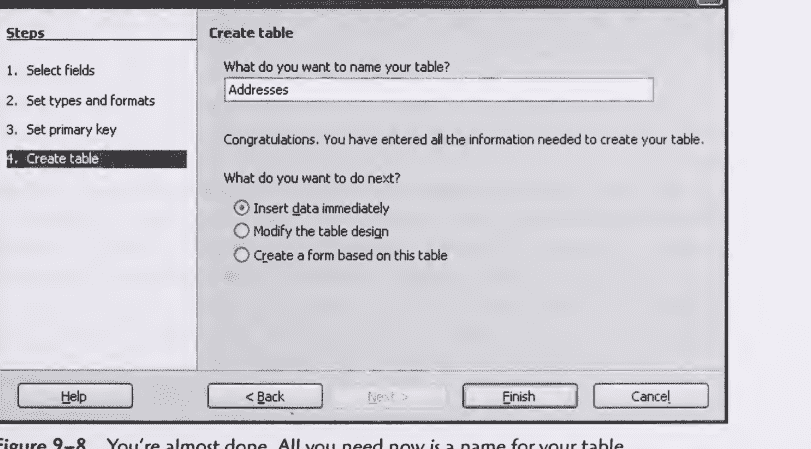 Steps
1. Select fields
2. Set types and formats
3. Set primary key
4. Create table
Create table
What do you want to name your table?
Addresses
Congratulations. You have entered all the information needed to create your table.
What do you want to do next?
Insert data immediately
Modify the table design
Create a form based on this table
Help
< Back
Next >
Finish
Cancel
Figure 9–8 You're almost done. All you need now is a name for your table.